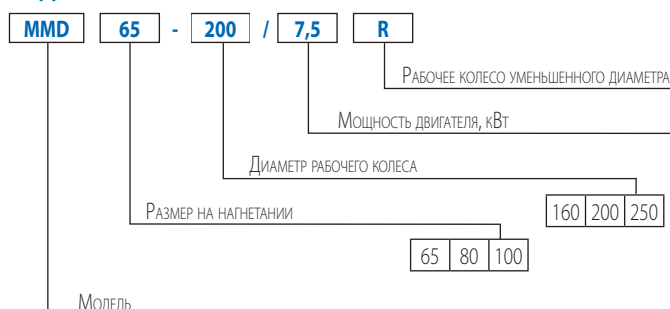 MMD 65 - 200 / 7,5 R
Рабочее колесо уменьшенного диаметра
Мощность двигателя, кВт
Диаметр рабочего колеса
160 200 250
Размер на нагнетании
65 80 100
Модель